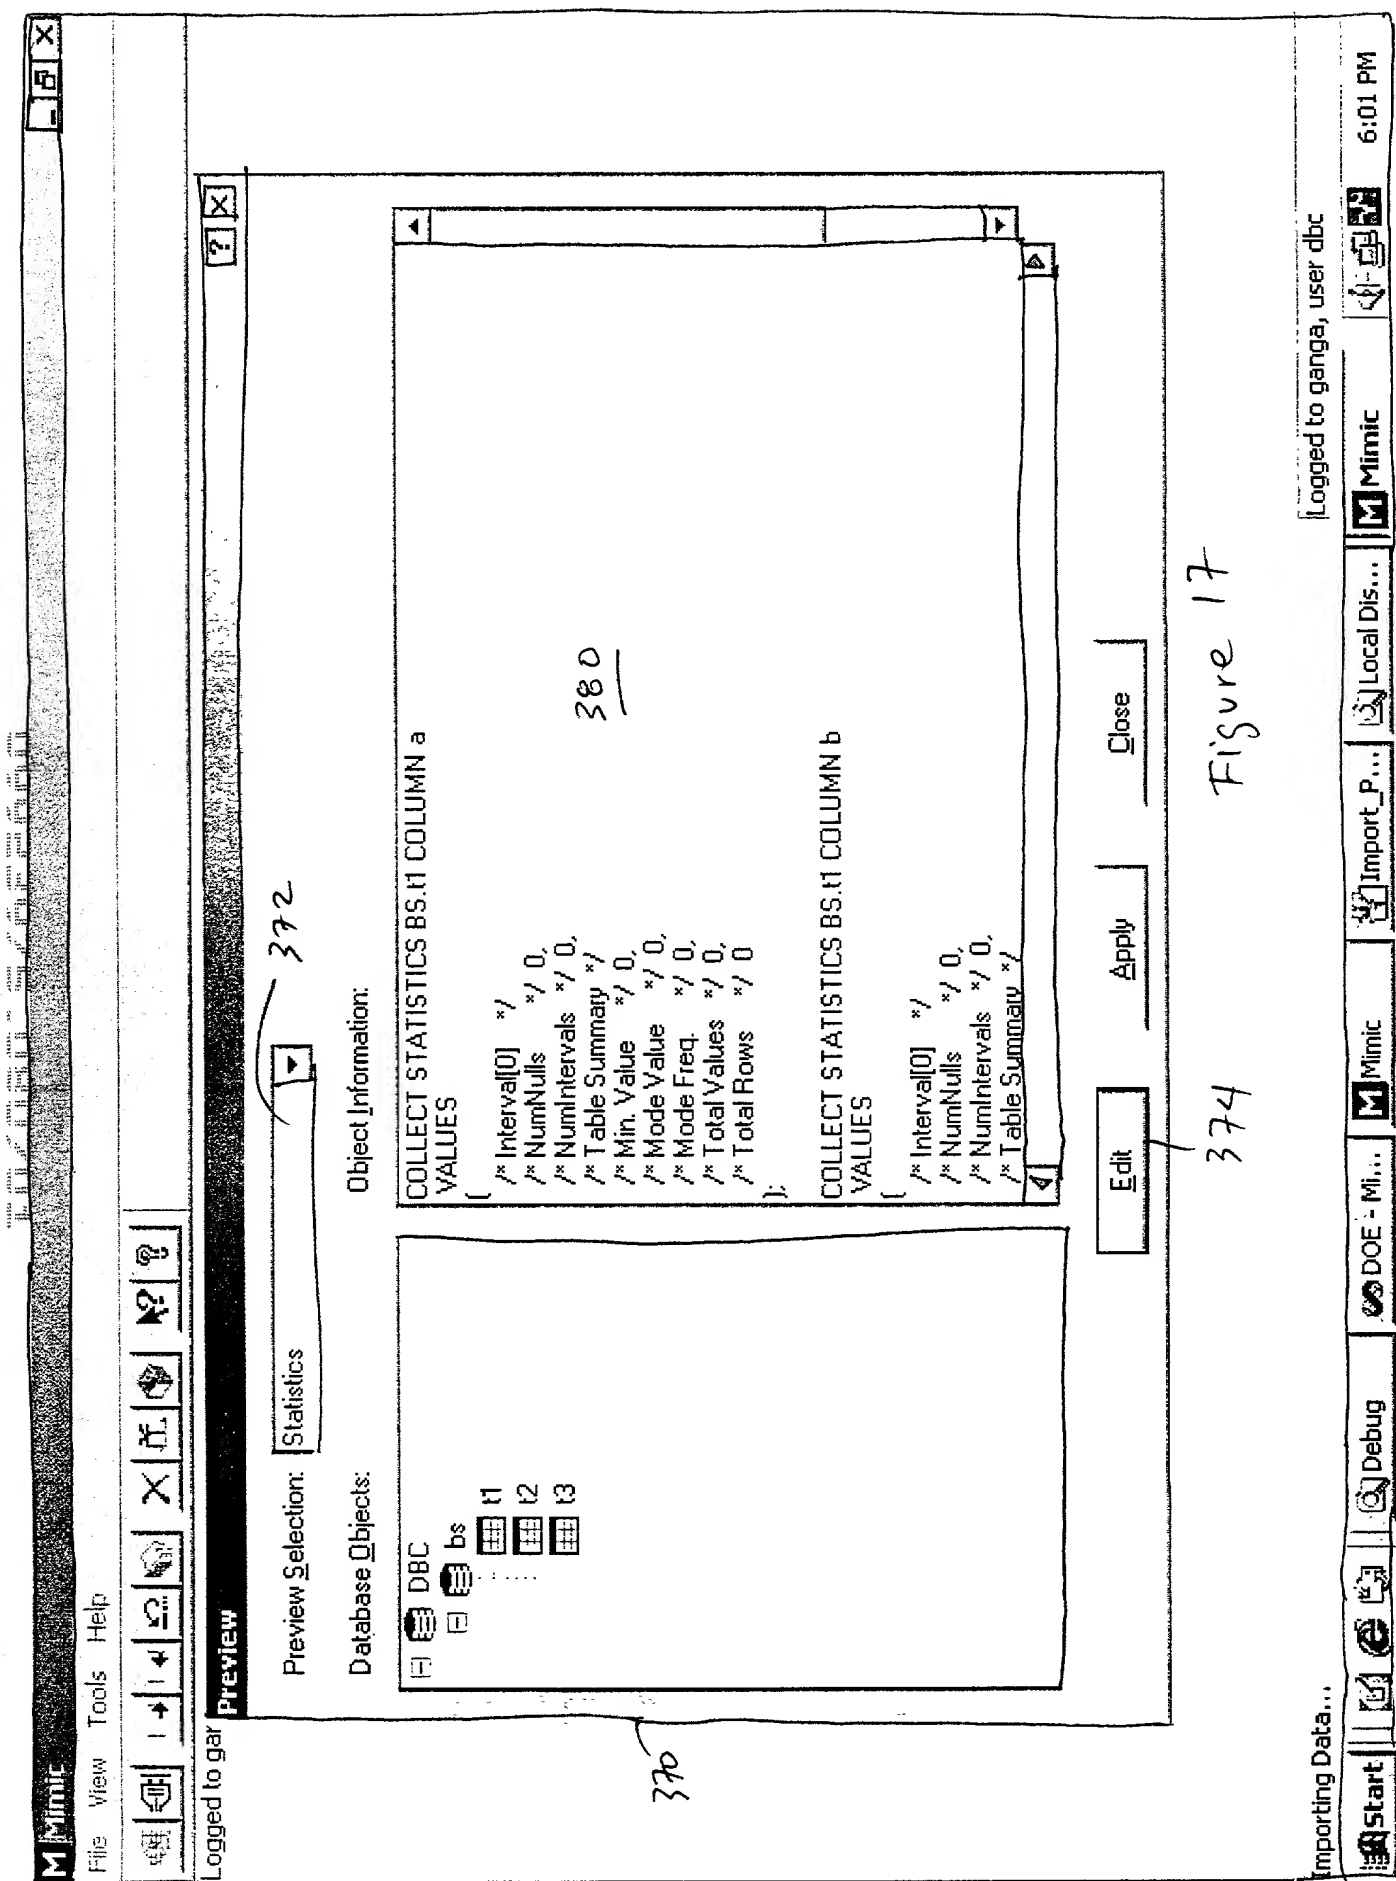 Mimic
File View Tools Help
Logged to gar
Preview
372
Preview Selection: Statistics
Database Objects:
Object Information:
DBC
bs
t1
t2
t3
COLLECT STATISTICS BS.t1 COLUMN a
VALUES
(
/* Interval[0] */
/* NumNulls */ 0,
/* NumIntervals */ 0,
/* Table Summary */
/* Min. Value */ 0,
/* Mode Value */ 0,
/* Mode Freq. */ 0,
/* Total Values */ 0,
/* Total Rows */ 0
);
380
COLLECT STATISTICS BS.t1 COLUMN b
VALUES
(
/* Interval[0] */
/* NumNulls */ 0,
/* NumIntervals */ 0,
/* Table Summary */
370
Edit
Apply
Close
374
Figure 17
Importing Data...
Logged to ganga, user dbc
Start
Debug
DOE - Mi...
Mimic
Import_P...
Local Dis...
Mimic
6:01 PM